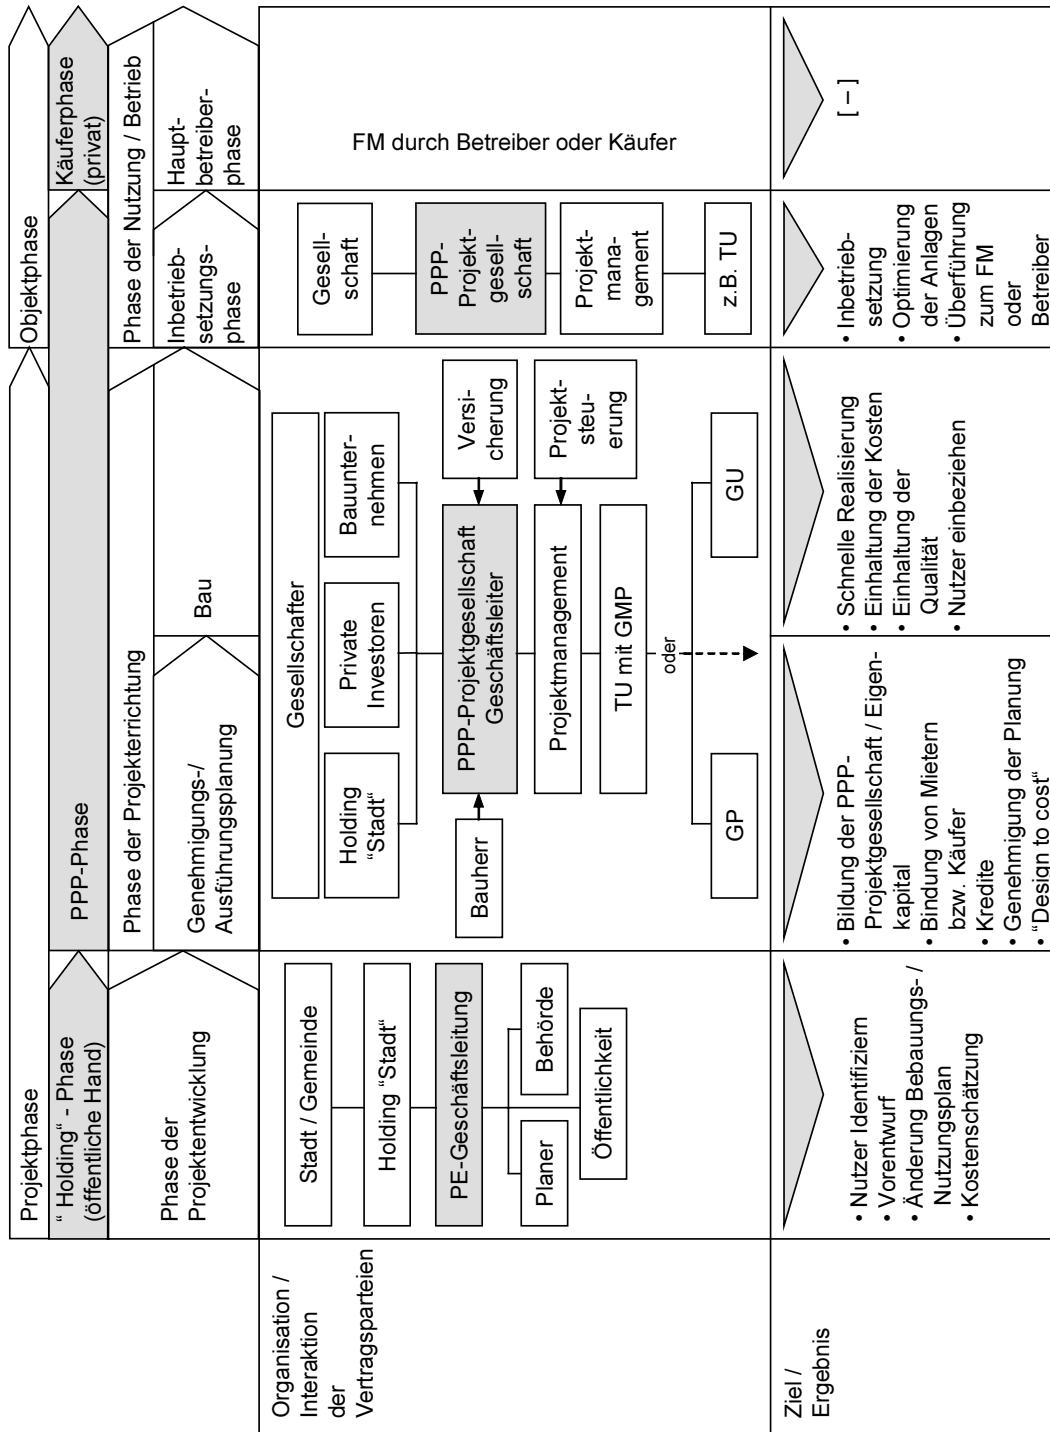 Projektphase
Objektphase
“ Holding“ - Phase
(öffentliche Hand)
PPP-Phase
Käuferphase
(privat)
Phase der
Projektentwicklung
Phase der Projekterrichtung
Phase der Nutzung / Betrieb
Genehmigungs-/
Ausführungsplanung
Bau
Inbetrieb-
setzungs-
phase
Haupt-
betreiber-
phase
Organisation /
Interaktion
der
Vertragsparteien
Stadt / Gemeinde
Holding “Stadt“
PE-Geschäftsleitung
Planer
Behörde
Öffentlichkeit
Gesellschafter
Holding
“Stadt“
Private
Investoren
Bauunter-
nehmen
Bauherr
PPP-Projektgesellschaft
Geschäftsleiter
Versi-
cherung
Projektmanagement
Projekt-
steu-
erung
TU mit GMP
oder
GP
GU
Gesell-
schaft
PPP-
Projekt-
gesell-
schaft
Projekt-
mana-
gement
z.B. TU
FM durch Betreiber oder Käufer
Ziel /
Ergebnis
• Nutzer Identifiziern
• Vorentwurf
• Änderung Bebauungs- /
Nutzungsplan
• Kostenschätzung
• Bildung der PPP-
Projektgesellschaft / Eigen-
kapital
• Bindung von Mietern
bzw. Käufer
• Kredite
• Genehmigung der Planung
• “Design to cost“
• Schnelle Realisierung
• Einhaltung der Kosten
• Einhaltung der
Qualität
• Nutzer einbeziehen
• Inbetrieb-
setzung
• Optimierung
der Anlagen
• Überführung
zum FM
oder
Betreiber
[ – ]